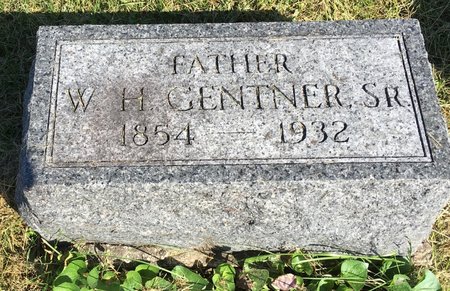 FATHER
W. H. GENTNER, SR.
1854 — 1932